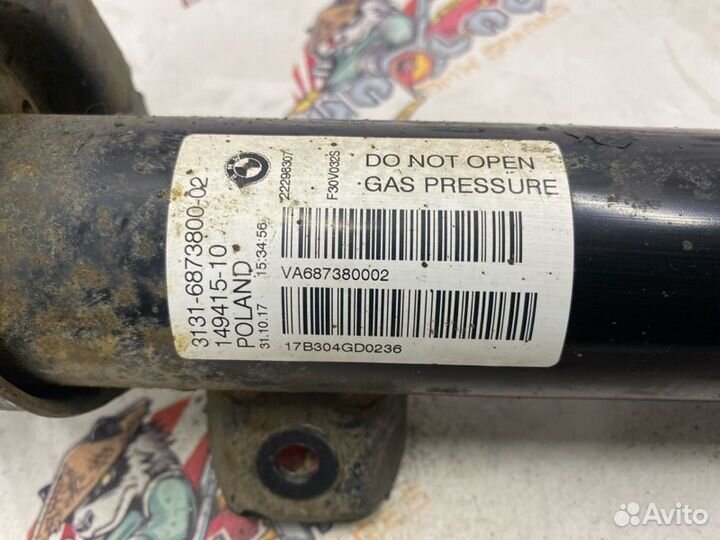 3131-6873800-02
149415-10
POLAND
31.10.17 15:34:56
22298307
F30V032S
DO NOT OPEN
GAS PRESSURE
VA687380002
17B304GD0236
Avito